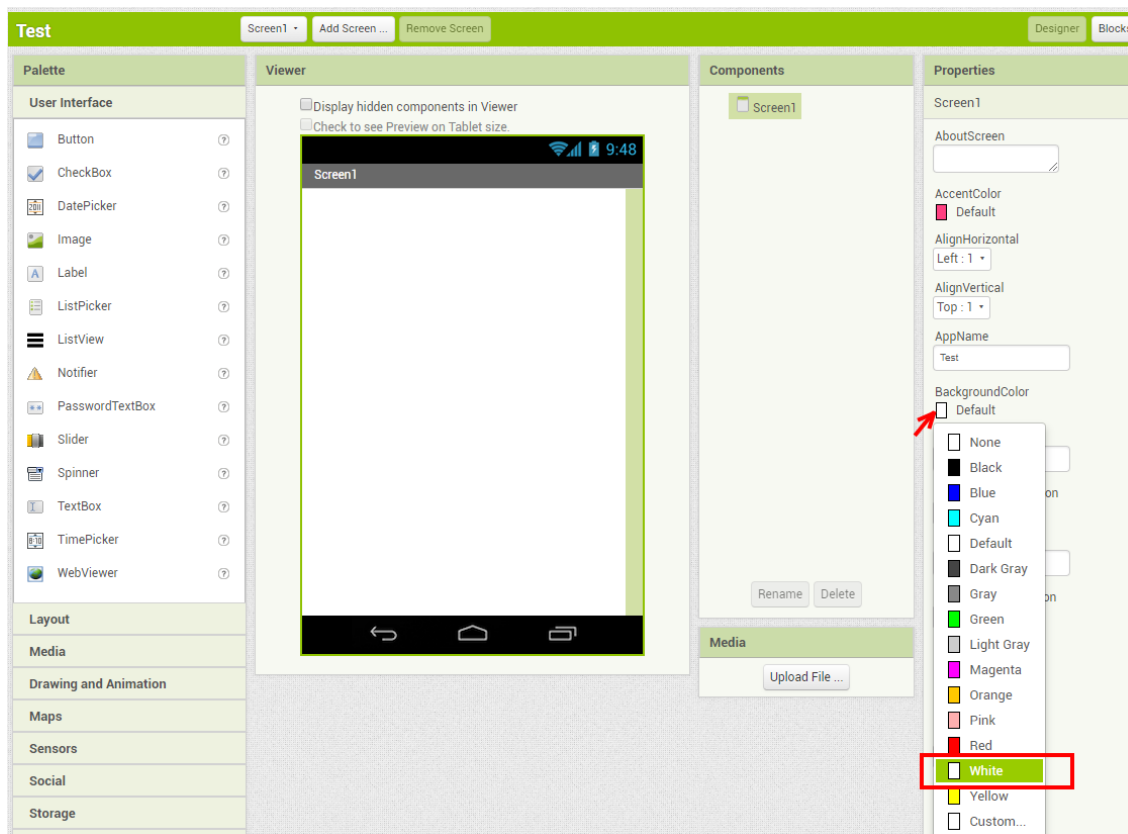 Test
Screen1
Add Screen ...
Remove Screen
Designer
Blocks
Palette
User Interface
Button
CheckBox
DatePicker
Image
Label
ListPicker
ListView
Notifier
PasswordTextBox
Slider
Spinner
TextBox
TimePicker
WebViewer
Layout
Media
Drawing and Animation
Maps
Sensors
Social
Storage
Viewer
Display hidden components in Viewer
Check to see Preview on Tablet size.
9:48
Screen1
Components
Screen1
Rename
Delete
Media
Upload File ...
Properties
Screen1
AboutScreen
AccentColor
Default
AlignHorizontal
Left : 1
AlignVertical
Top : 1
AppName
Test
BackgroundColor
Default
None
Black
Blue
on
Cyan
Default
Dark Gray
Gray
on
Green
Light Gray
Magenta
Orange
Pink
Red
White
Yellow
Custom...